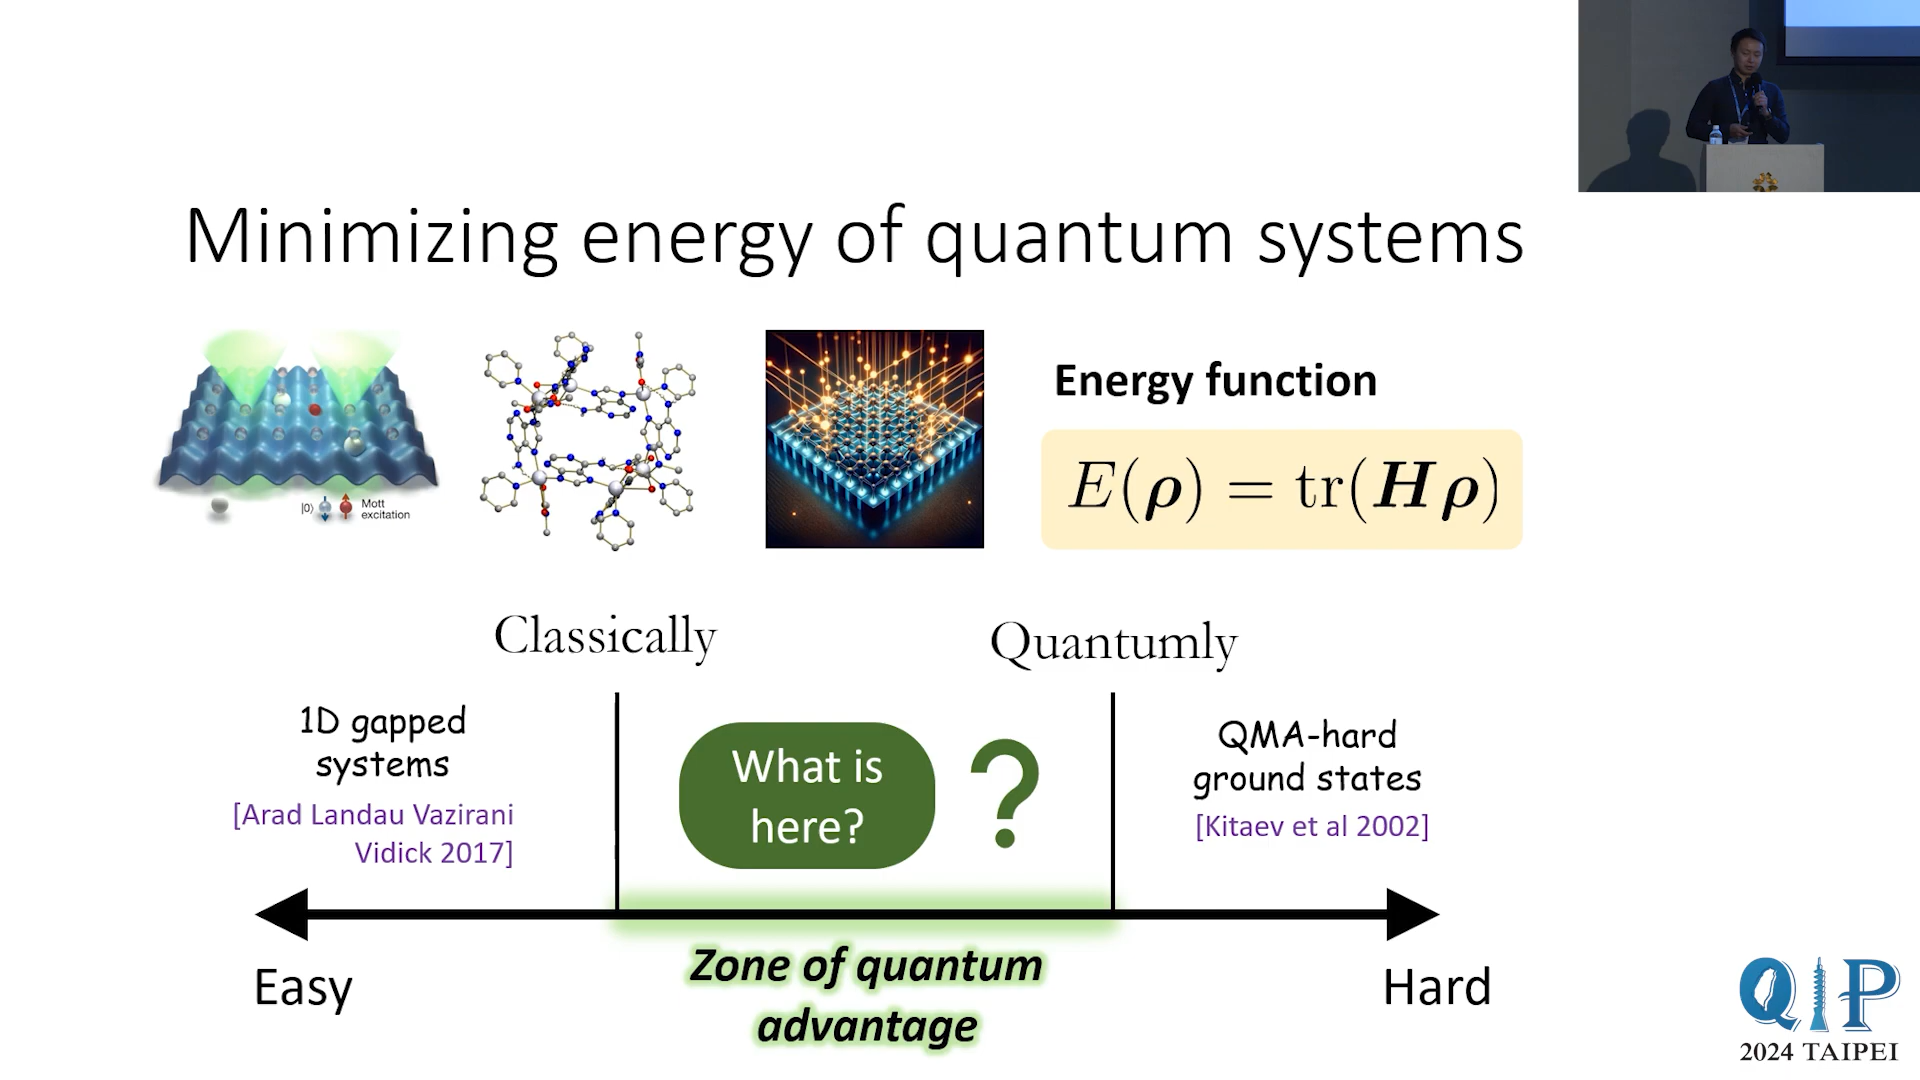 Minimizing energy of quantum systems
|0⟩
Mott
excitation
Energy function
E(ρ) = tr(Hρ)
Classically
Quantumly
1D gapped
systems
[Arad Landau Vazirani
Vidick 2017]
What is
here?
?
QMA-hard
ground states
[Kitaev et al 2002]
Easy
Zone of quantum
advantage
Hard
QIP
2024 TAIPEI